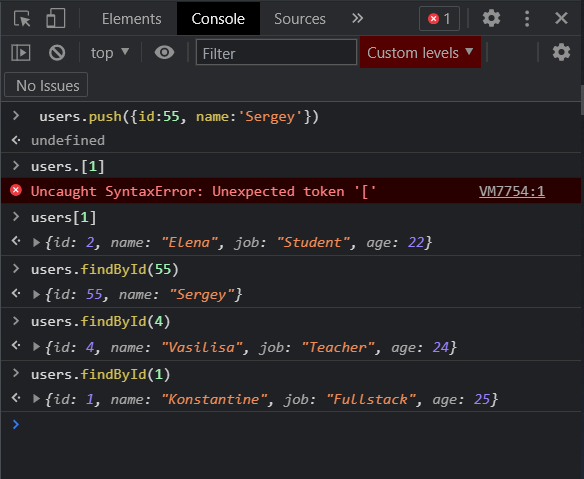 Elements Console Sources 1
top Filter Custom levels
No Issues
users.push({id:55, name:'Sergey'})
undefined
users.[1]
Uncaught SyntaxError: Unexpected token '[' VM7754:1
users[1]
{id: 2, name: "Elena", job: "Student", age: 22}
users.findById(55)
{id: 55, name: "Sergey"}
users.findById(4)
{id: 4, name: "Vasilisa", job: "Teacher", age: 24}
users.findById(1)
{id: 1, name: "Konstantine", job: "Fullstack", age: 25}